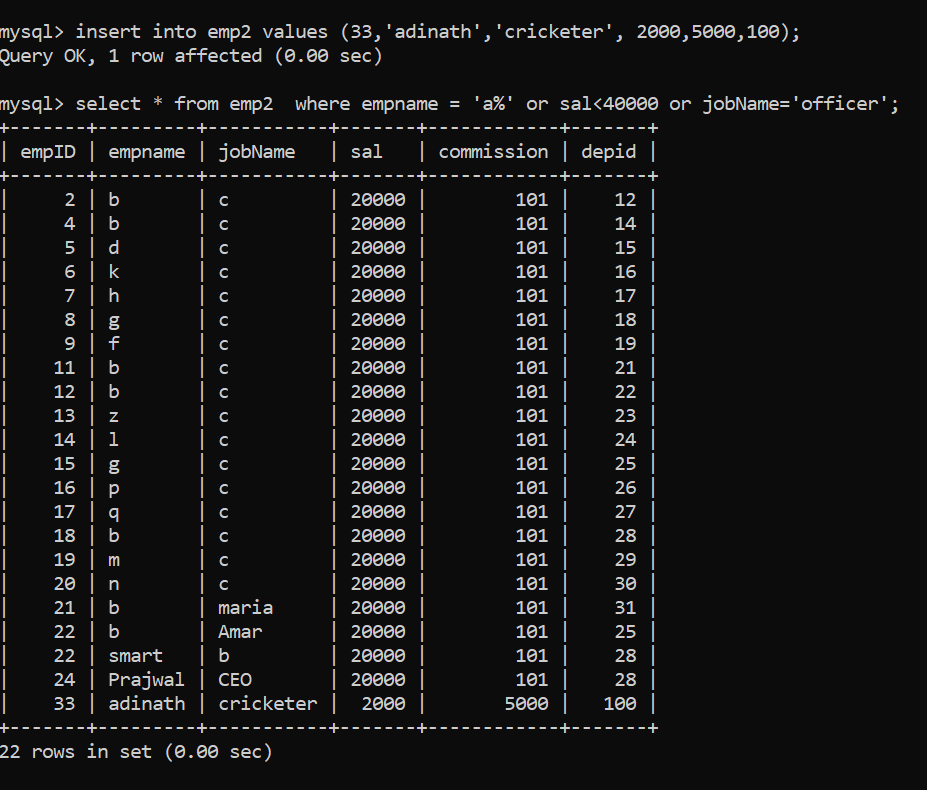 mysql> insert into emp2 values (33,'adinath','cricketer', 2000,5000,100);
Query OK, 1 row affected (0.00 sec)
mysql> select * from emp2  where empname = 'a%' or sal<40000 or jobName='officer';
+-------+---------+-----------+-------+------------+-------+
| empID | empname | jobName   | sal   | commission | depid |
+-------+---------+-----------+-------+------------+-------+
|     2 | b       | c         | 20000 |        101 |    12 |
|     4 | b       | c         | 20000 |        101 |    14 |
|     5 | d       | c         | 20000 |        101 |    15 |
|     6 | k       | c         | 20000 |        101 |    16 |
|     7 | h       | c         | 20000 |        101 |    17 |
|     8 | g       | c         | 20000 |        101 |    18 |
|     9 | f       | c         | 20000 |        101 |    19 |
|    11 | b       | c         | 20000 |        101 |    21 |
|    12 | b       | c         | 20000 |        101 |    22 |
|    13 | z       | c         | 20000 |        101 |    23 |
|    14 | l       | c         | 20000 |        101 |    24 |
|    15 | g       | c         | 20000 |        101 |    25 |
|    16 | p       | c         | 20000 |        101 |    26 |
|    17 | q       | c         | 20000 |        101 |    27 |
|    18 | b       | c         | 20000 |        101 |    28 |
|    19 | m       | c         | 20000 |        101 |    29 |
|    20 | n       | c         | 20000 |        101 |    30 |
|    21 | b       | maria     | 20000 |        101 |    31 |
|    22 | b       | Amar      | 20000 |        101 |    25 |
|    22 | smart   | b         | 20000 |        101 |    28 |
|    24 | Prajwal | CEO       | 20000 |        101 |    28 |
|    33 | adinath | cricketer |  2000 |       5000 |   100 |
+-------+---------+-----------+-------+------------+-------+
22 rows in set (0.00 sec)